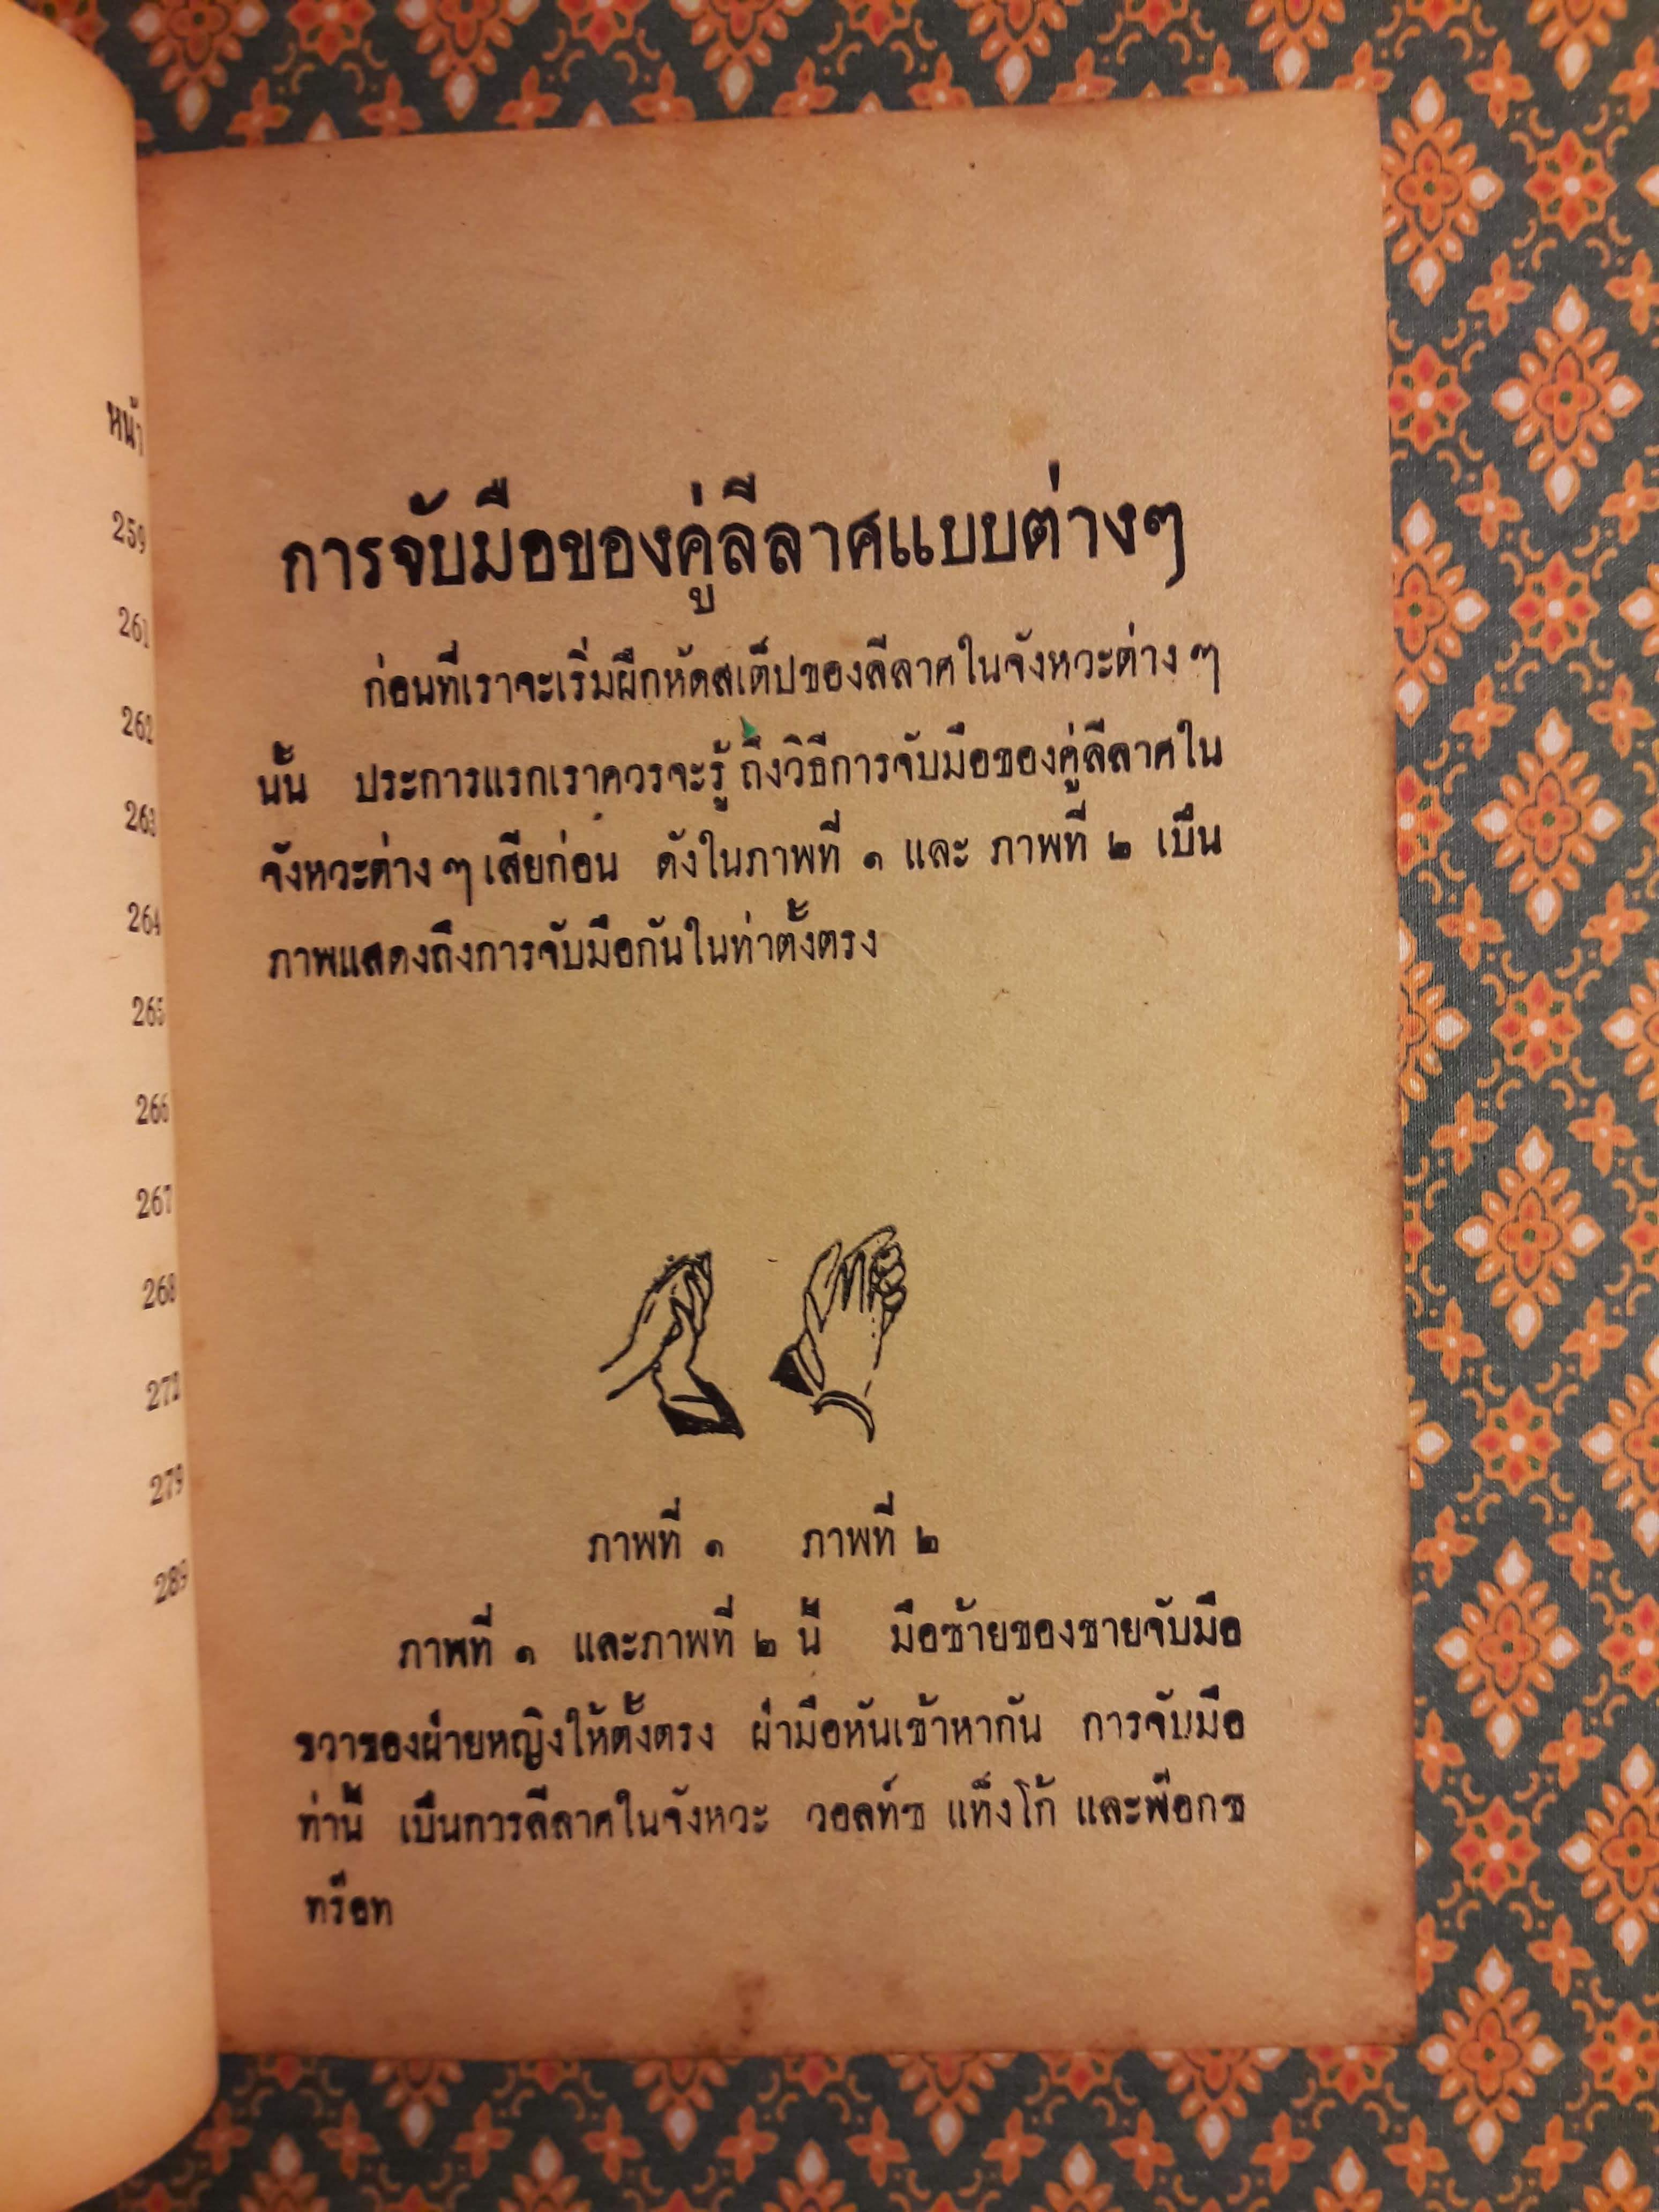 หน้า
259
261
262
263
264
265
266
267
268
272
279
289
การจับมือของคู่ลีลาศแบบต่างๆ
ก่อนที่เราจะเริ่มฝึกหัดสเต็ปของลีลาศในจังหวะต่าง ๆ
นั้น ประการแรกเราควรจะรู้ถึงวิธีการจับมือของคู่ลีลาศใน
จังหวะต่าง ๆ เสียก่อน ดังในภาพที่ ๑ และ ภาพที่ ๒ เป็น
ภาพแสดงถึงการจับมือกันในท่าตั้งตรง
ภาพที่ ๑ ภาพที่ ๒
ภาพที่ ๑ และภาพที่ ๒ นี้ มือซ้ายของชายจับมือ
ขวาของฝ่ายหญิงให้ตั้งตรง ฝ่ามือหันเข้าหากัน การจับมือ
ท่านี้ เป็นการลีลาศในจังหวะ วอลท์ซ แท็งโก้ และฟอกซ
ทรอท